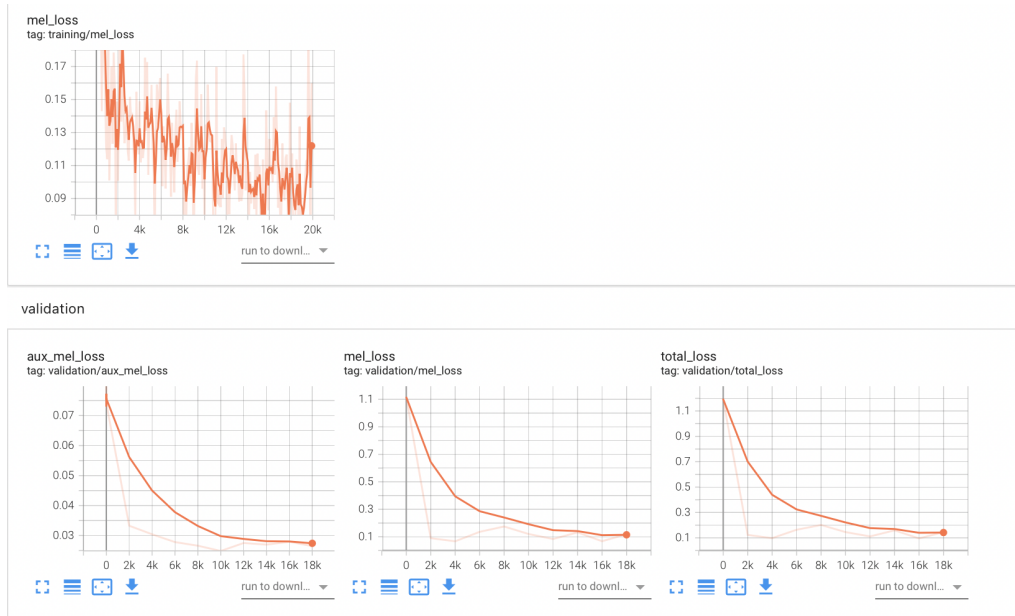 mel_loss
tag: training/mel_loss
0.17
0.15
0.13
0.11
0.09
0 4k 8k 12k 16k 20k
run to downl...
validation
aux_mel_loss
tag: validation/aux_mel_loss
0.07
0.06
0.05
0.04
0.03
0 2k 4k 6k 8k 10k 12k 14k 16k 18k
run to downl...
mel_loss
tag: validation/mel_loss
1.1
0.9
0.7
0.5
0.3
0.1
0 2k 4k 6k 8k 10k 12k 14k 16k 18k
run to downl...
total_loss
tag: validation/total_loss
1.1
0.9
0.7
0.5
0.3
0.1
0 2k 4k 6k 8k 10k 12k 14k 16k 18k
run to downl...